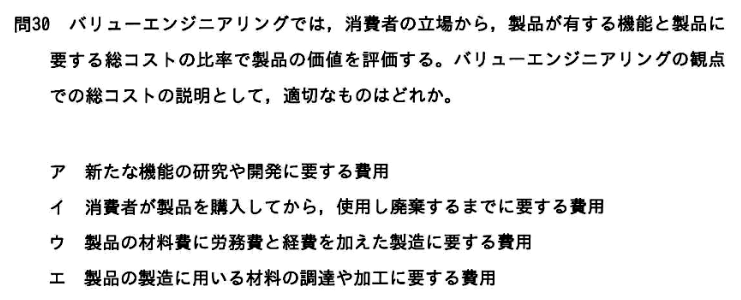 問30　バリューエンジニアリングでは，消費者の立場から，製品が有する機能と製品に
要する総コストの比率で製品の価値を評価する。バリューエンジニアリングの観点
での総コストの説明として，適切なものはどれか。
ア　新たな機能の研究や開発に要する費用
イ　消費者が製品を購入してから，使用し廃棄するまでに要する費用
ウ　製品の材料費に労務費と経費を加えた製造に要する費用
エ　製品の製造に用いる材料の調達や加工に要する費用